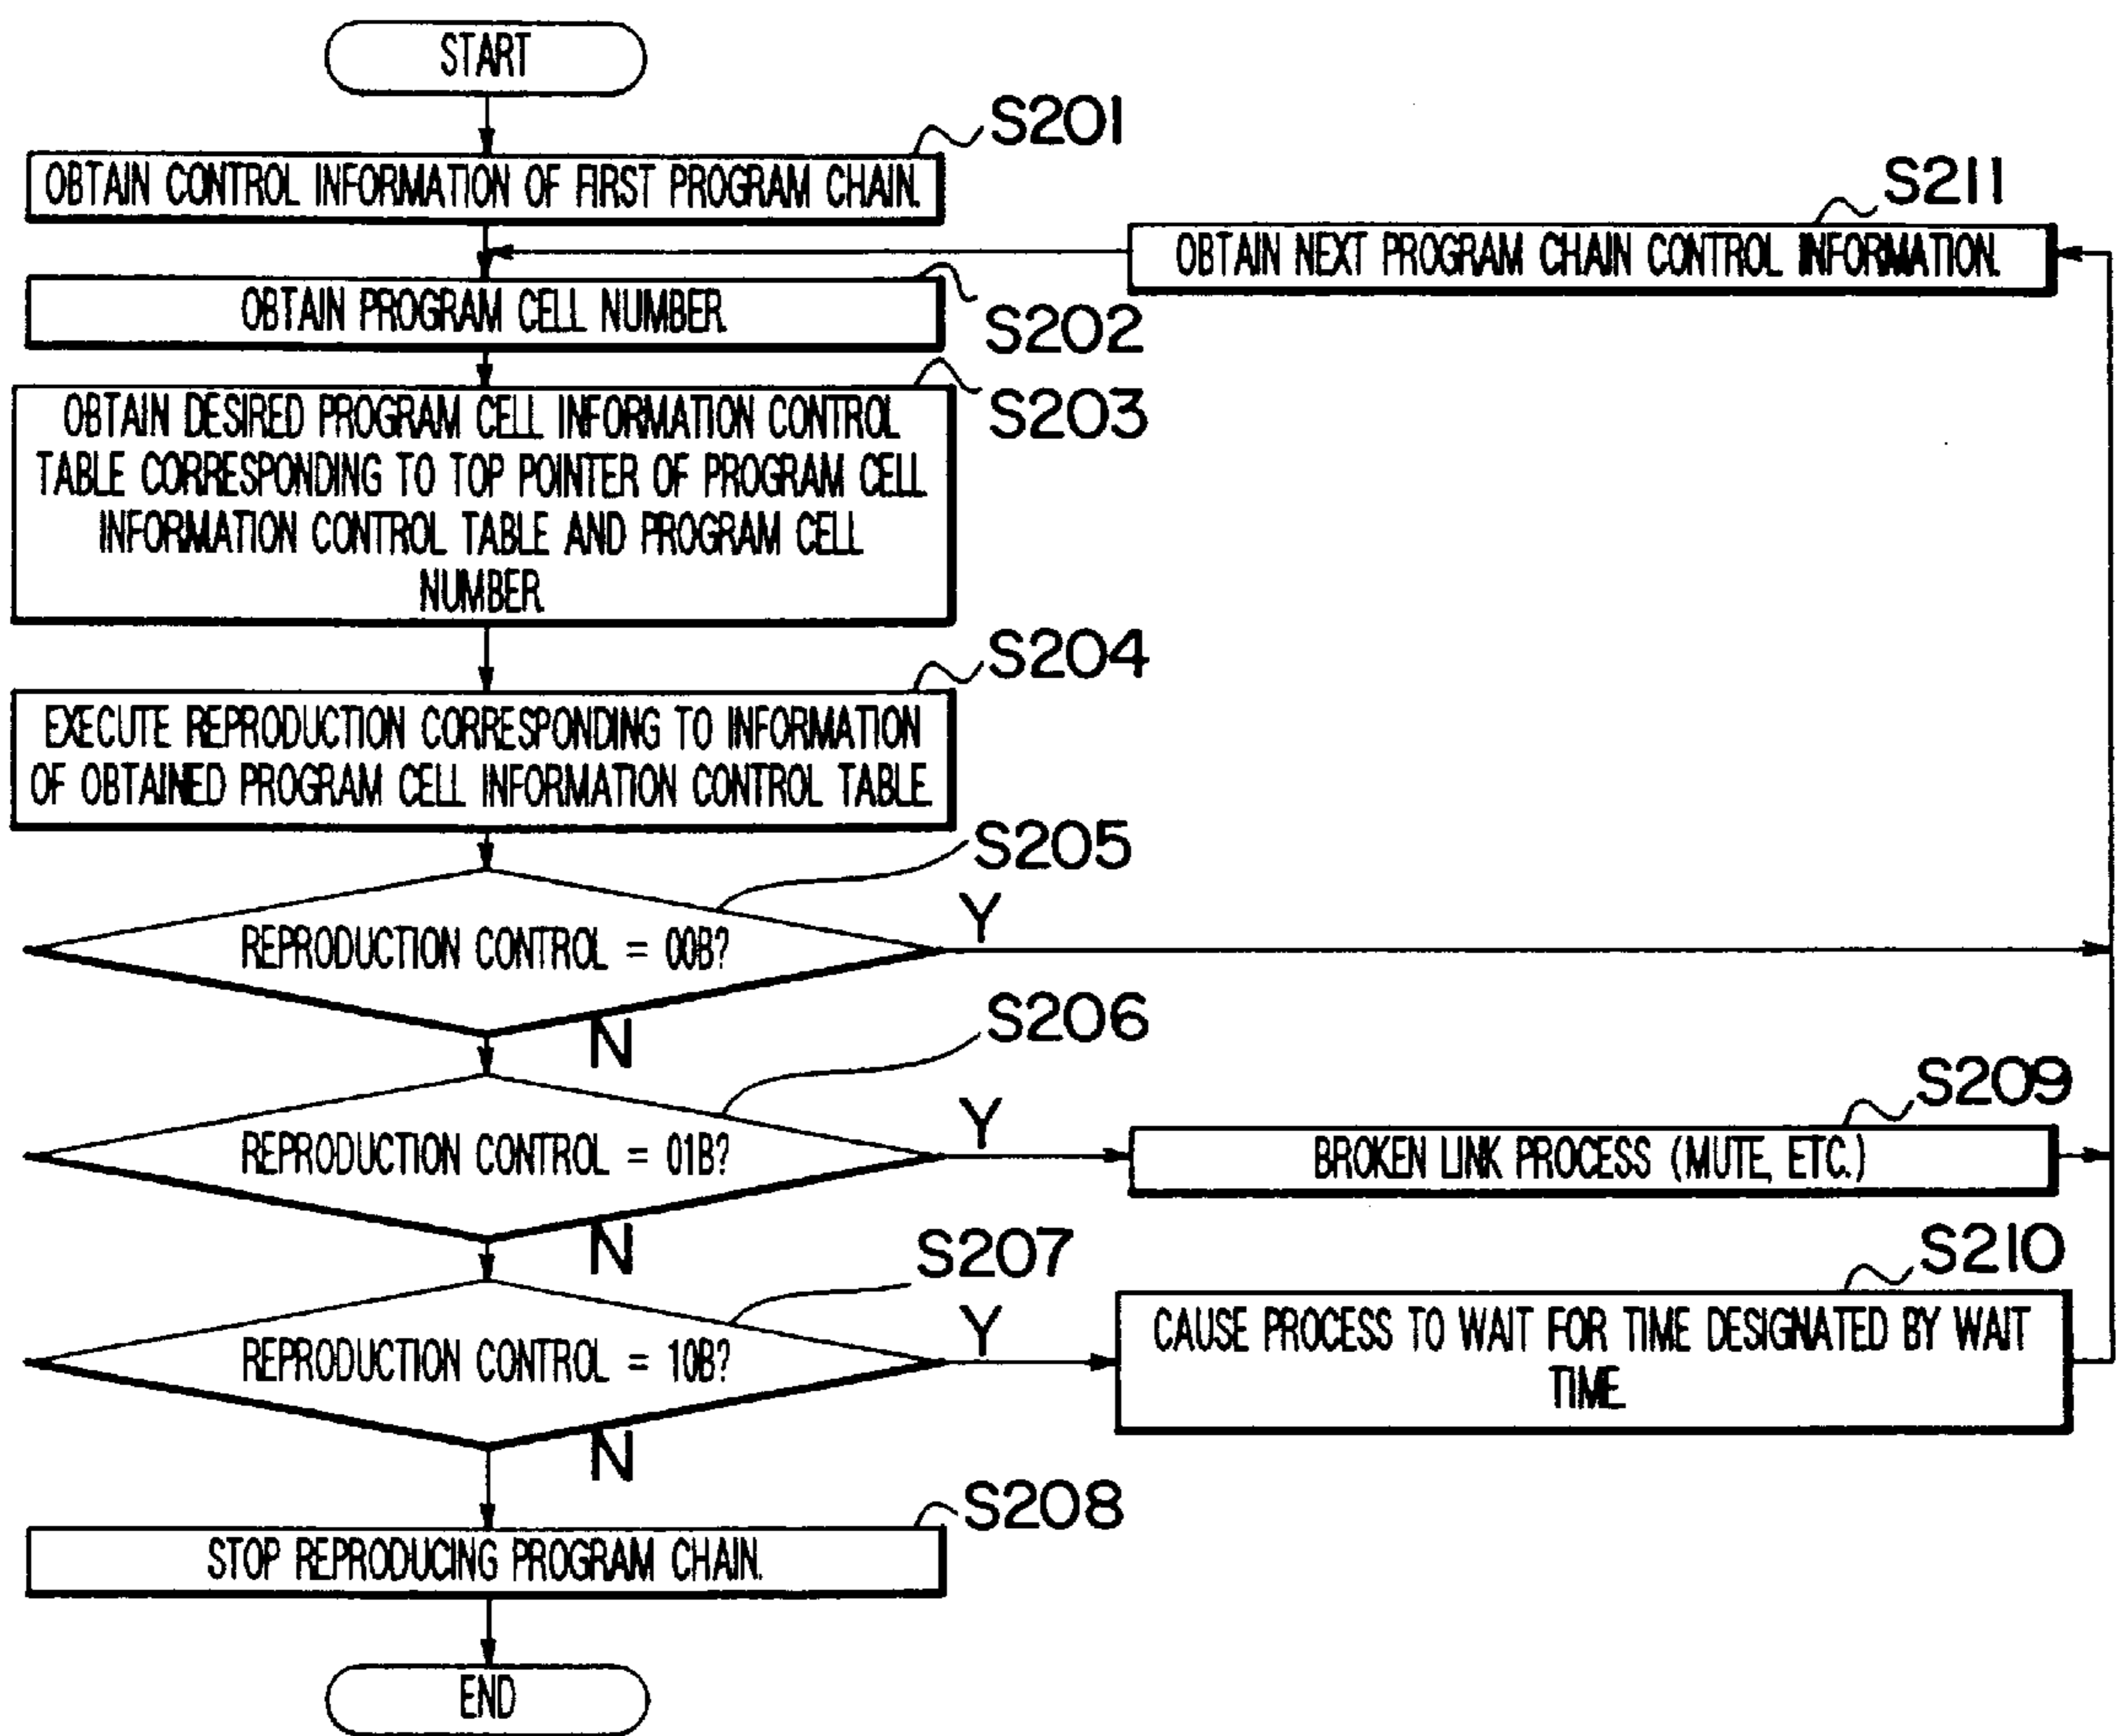 START
S201
OBTAIN CONTROL INFORMATION OF FIRST PROGRAM CHAIN.
S211
OBTAIN NEXT PROGRAM CHAIN CONTROL INFORMATION.
OBTAIN PROGRAM CELL NUMBER
S202
S203
OBTAIN DESIRED PROGRAM CELL INFORMATION CONTROL
TABLE CORRESPONDING TO TOP POINTER OF PROGRAM CELL
INFORMATION CONTROL TABLE AND PROGRAM CELL
NUMBER
S204
EXECUTE REPRODUCTION CORRESPONDING TO INFORMATION
OF OBTAINED PROGRAM CELL INFORMATION CONTROL TABLE.
S205
REPRODUCTION CONTROL = 00B?
Y
N
S206
REPRODUCTION CONTROL = 01B?
Y
N
S209
BROKEN LINK PROCESS (MUTE, ETC.)
S207
REPRODUCTION CONTROL = 10B?
Y
N
S210
CAUSE PROCESS TO WAIT FOR TIME DESIGNATED BY WAIT
TIME.
S208
STOP REPRODUCING PROGRAM CHAIN.
END